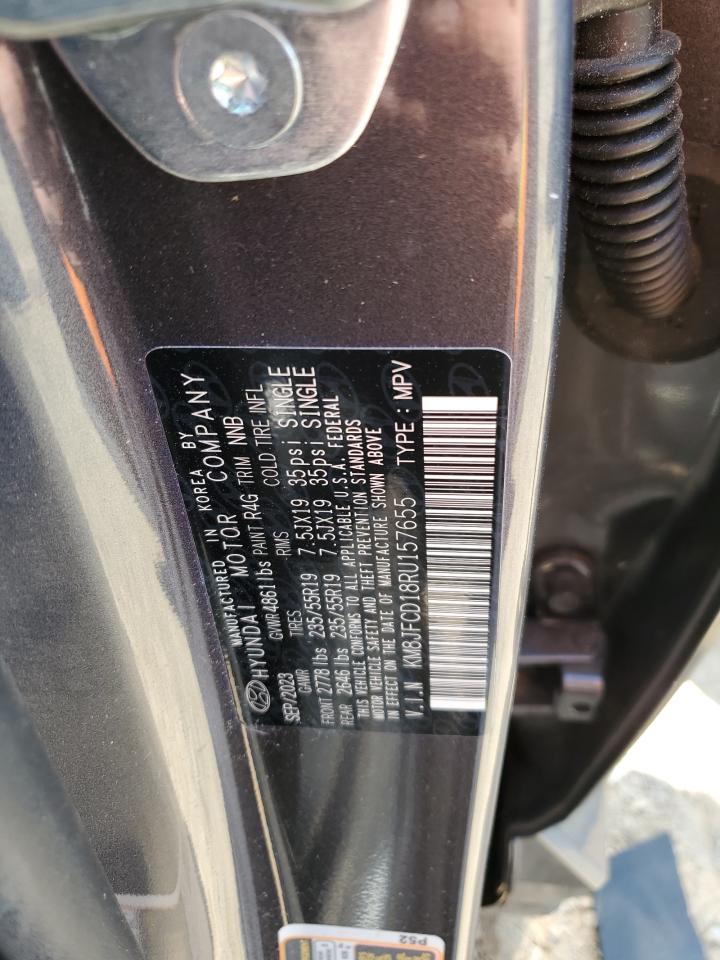 MANUFACTURED IN KOREA BY
HYUNDAI MOTOR COMPANY
SEP/2023 GVWR4861lbs PAINT R4G TRIM NNB
GAWR TIRES RIMS COLD TIRE INFL
FRONT 2778 lbs 235/55R19 7.5JX19 35psi SINGLE
REAR 2646 lbs 235/55R19 7.5JX19 35psi SINGLE
THIS VEHICLE CONFORMS TO ALL APPLICABLE U.S.A. FEDERAL
MOTOR VEHICLE SAFETY AND THEFT PREVENTION STANDARDS
IN EFFECT ON THE DATE OF MANUFACTURE SHOWN ABOVE
V.I.N KM8JFCD18RU157655 TYPE : MPV
P52